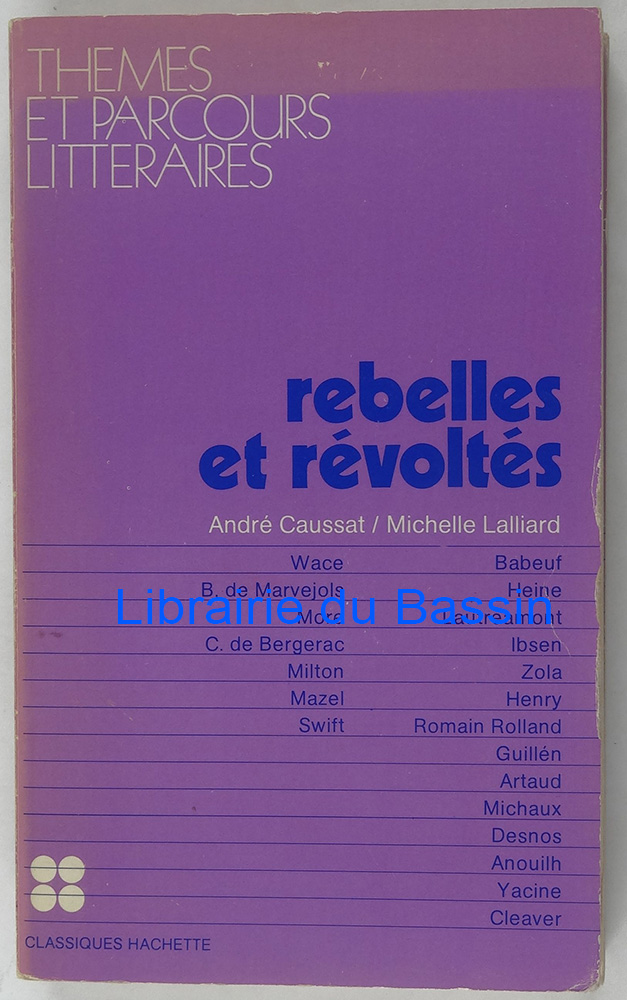 THEMES
ET PARCOURS
LITTERAIRES
rebelles
et révoltés
André Caussat / Michelle Lalliard
Wace
B. de Marvejols
More
C. de Bergerac
Milton
Mazel
Swift
Babeuf
Heine
Lautréamont
Ibsen
Zola
Henry
Romain Rolland
Guillén
Artaud
Michaux
Desnos
Anouilh
Yacine
Cleaver
Librairie du Bassin
CLASSIQUES HACHETTE